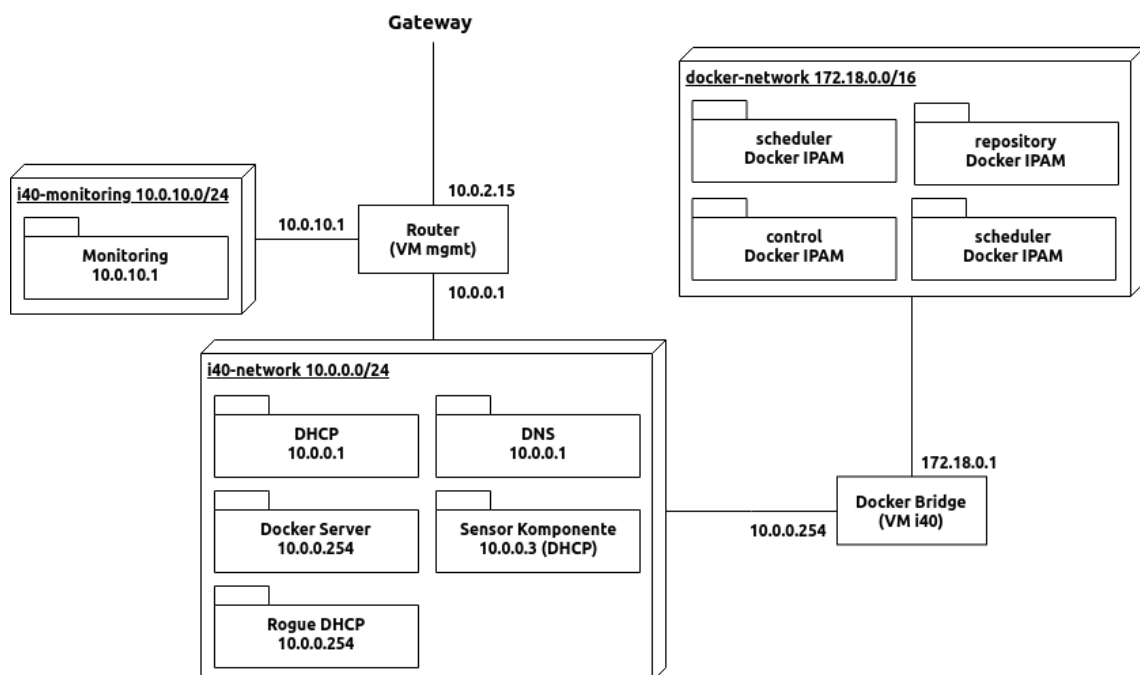 Gateway
docker-network 172.18.0.0/16
scheduler
Docker IPAM
repository
Docker IPAM
control
Docker IPAM
scheduler
Docker IPAM
i40-monitoring 10.0.10.0/24
Monitoring
10.0.10.1
10.0.10.1
10.0.2.15
Router
(VM mgmt)
10.0.0.1
i40-network 10.0.0.0/24
DHCP
10.0.0.1
DNS
10.0.0.1
Docker Server
10.0.0.254
Sensor Komponente
10.0.0.3 (DHCP)
Rogue DHCP
10.0.0.254
172.18.0.1
Docker Bridge
(VM i40)
10.0.0.254